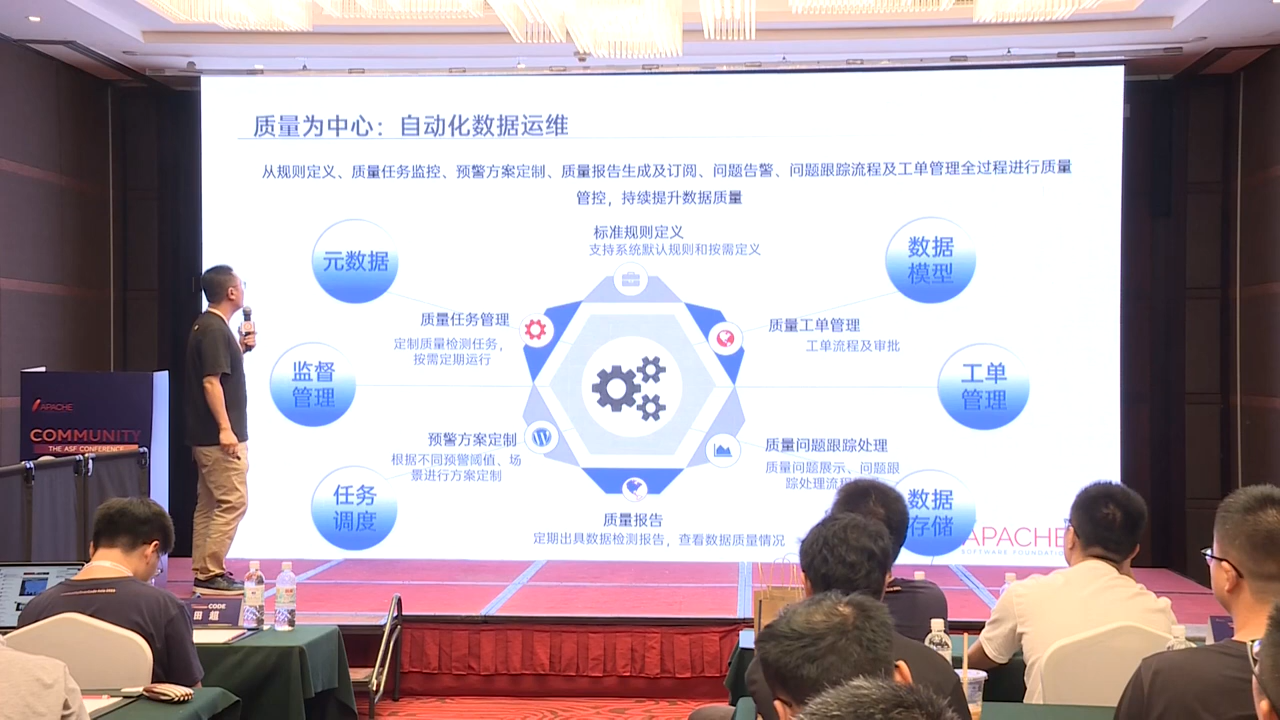 质量为中心：自动化数据运维
从规则定义、质量任务监控、预警方案定制、质量报告生成及订阅、问题告警、问题跟踪流程及工单管理全过程进行质量
管控，持续提升数据质量
标准规则定义
支持系统默认规则和按需定义
元数据
数据
模型
质量任务管理
定制质量检测任务，
按需定期运行
质量工单管理
工单流程及审批
监督
管理
工单
管理
预警方案定制
根据不同预警阈值、场
景进行方案定制
质量问题跟踪处理
质量问题展示、问题跟
踪处理流程
任务
调度
数据
存储
质量报告
定期出具数据检测报告，查看数据质量情况
APACHE
SOFTWARE FOUNDATIO
APACHE
COMMUNITY
THE ASF CONFERENCE
CODE
田超